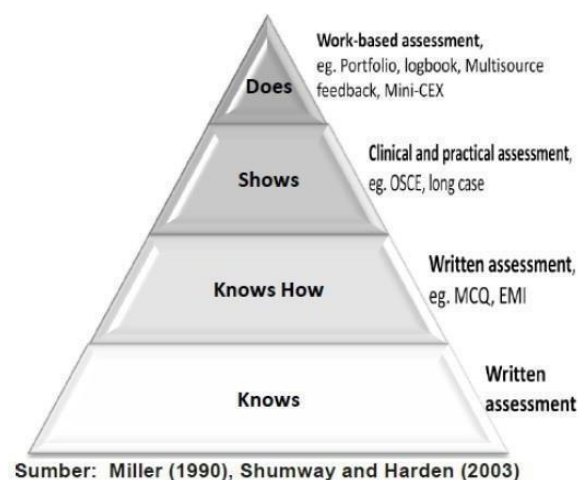 Work-based assessment,
eg. Portfolio, logbook, Multisource
feedback, Mini-CEX
Does
Clinical and practical assessment,
eg. OSCE, long case
Shows
Written assessment,
eg. MCQ, EMI
Knows How
Written
assessment
Knows
Sumber: Miller (1990), Shumway and Harden (2003)